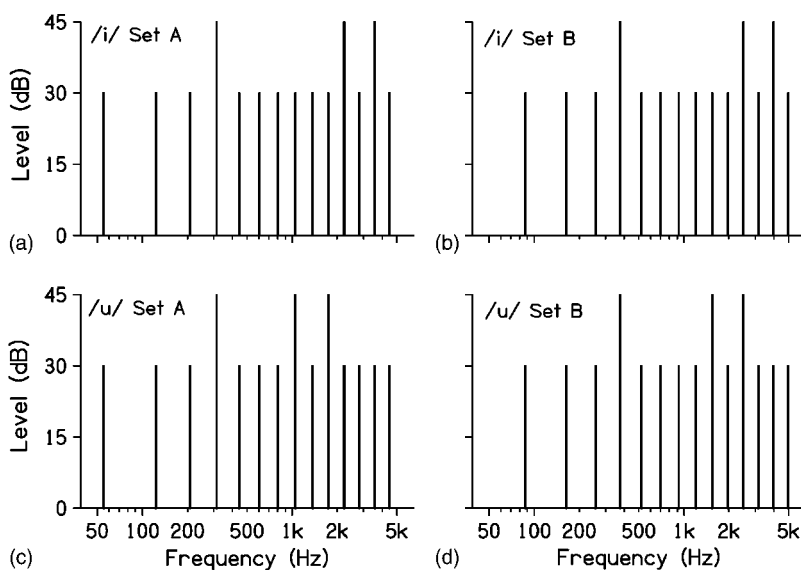 /i/ Set A
/i/ Set B
Level (dB)
45
30
15
0
(a)
(b)
/u/ Set A
/u/ Set B
Level (dB)
45
30
15
0
50 100 200 500 1k 2k 5k
50 100 200 500 1k 2k 5k
(c) Frequency (Hz)
(d) Frequency (Hz)